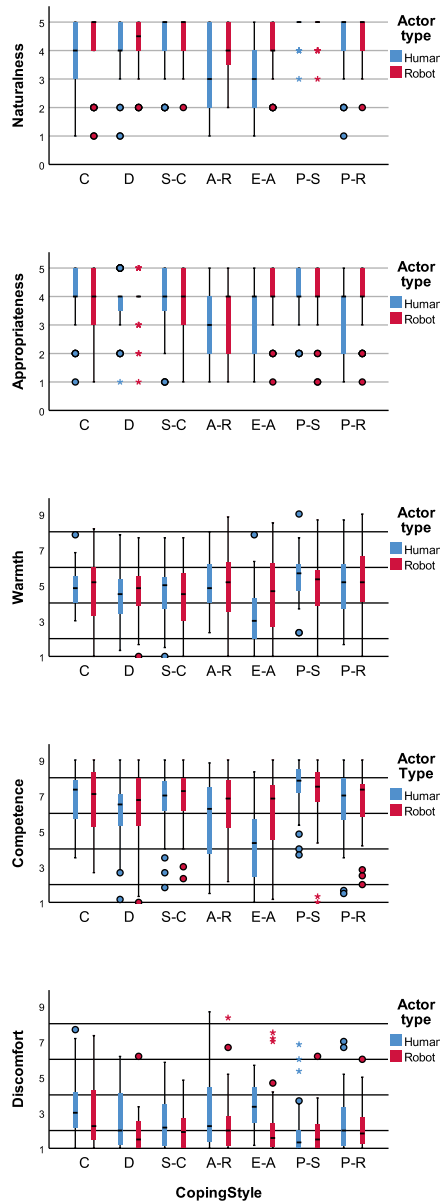 Naturalness
5
4
3
2
1
0
C D S-C A-R E-A P-S P-R
Actor
type
Human
Robot
Appropriateness
5
4
3
2
1
0
C D S-C A-R E-A P-S P-R
Actor
type
Human
Robot
Warmth
9
7
5
3
1
C D S-C A-R E-A P-S P-R
Actor
type
Human
Robot
Competence
9
7
5
3
1
C D S-C A-R E-A P-S P-R
Actor
Type
Human
Robot
Discomfort
9
7
5
3
1
C D S-C A-R E-A P-S P-R
Actor
type
Human
Robot
CopingStyle